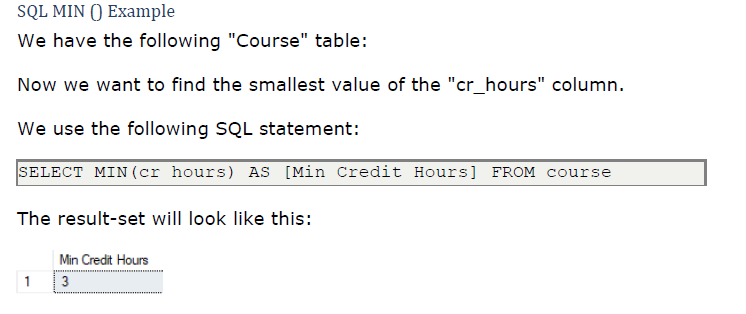 SQL MIN () Example
We have the following "Course" table:
Now we want to find the smallest value of the "cr_hours" column.
We use the following SQL statement:
SELECT MIN(cr hours) AS [Min Credit Hours] FROM course
The result-set will look like this:
Min Credit Hours
1 3